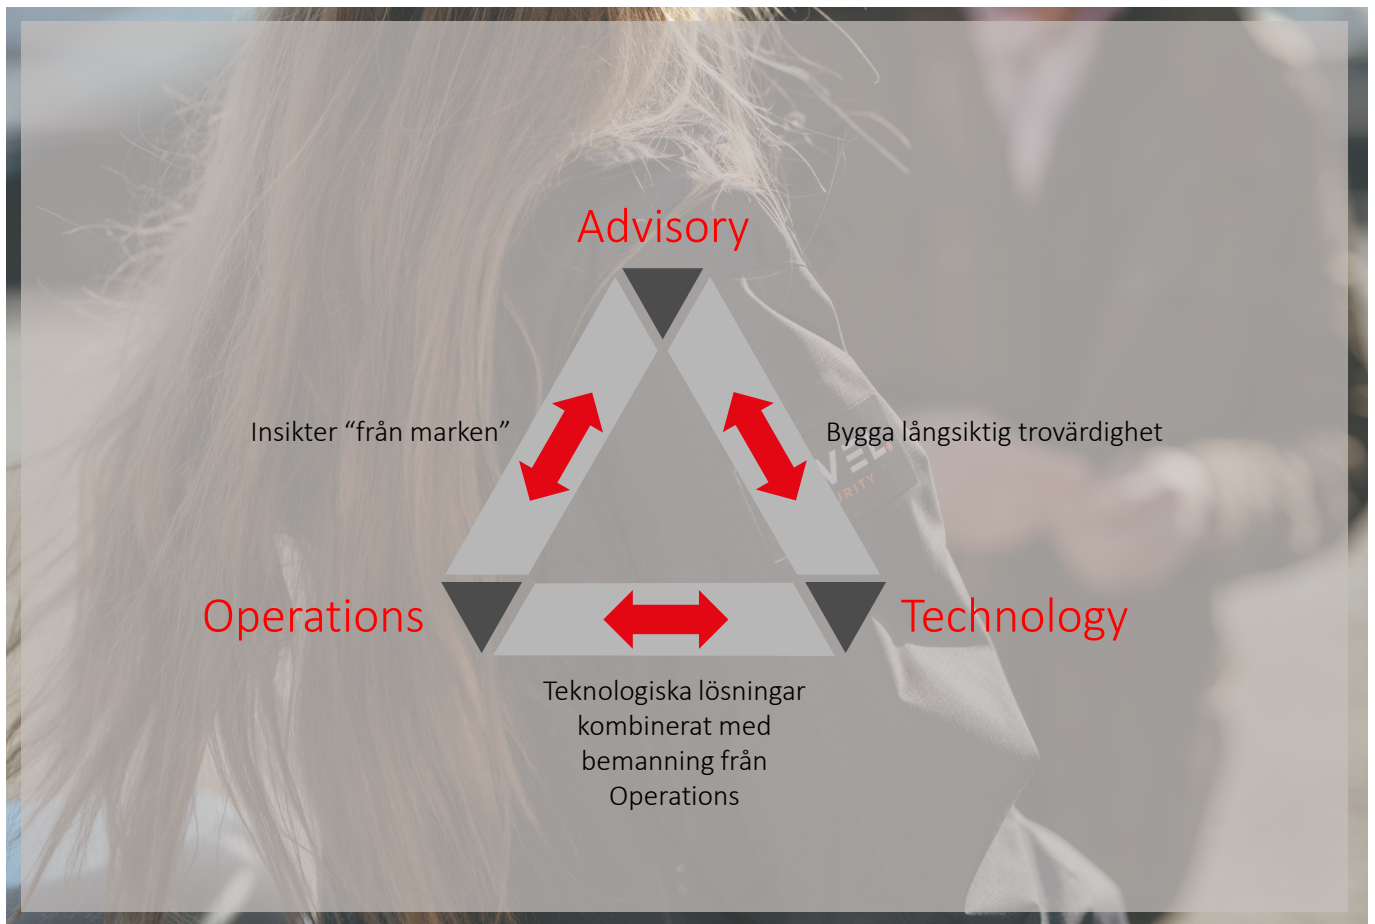 Advisory
Insikter “från marken”
Bygga långsiktig trovärdighet
Operations
Technology
Teknologiska lösningar
kombinerat med
bemanning från
Operations